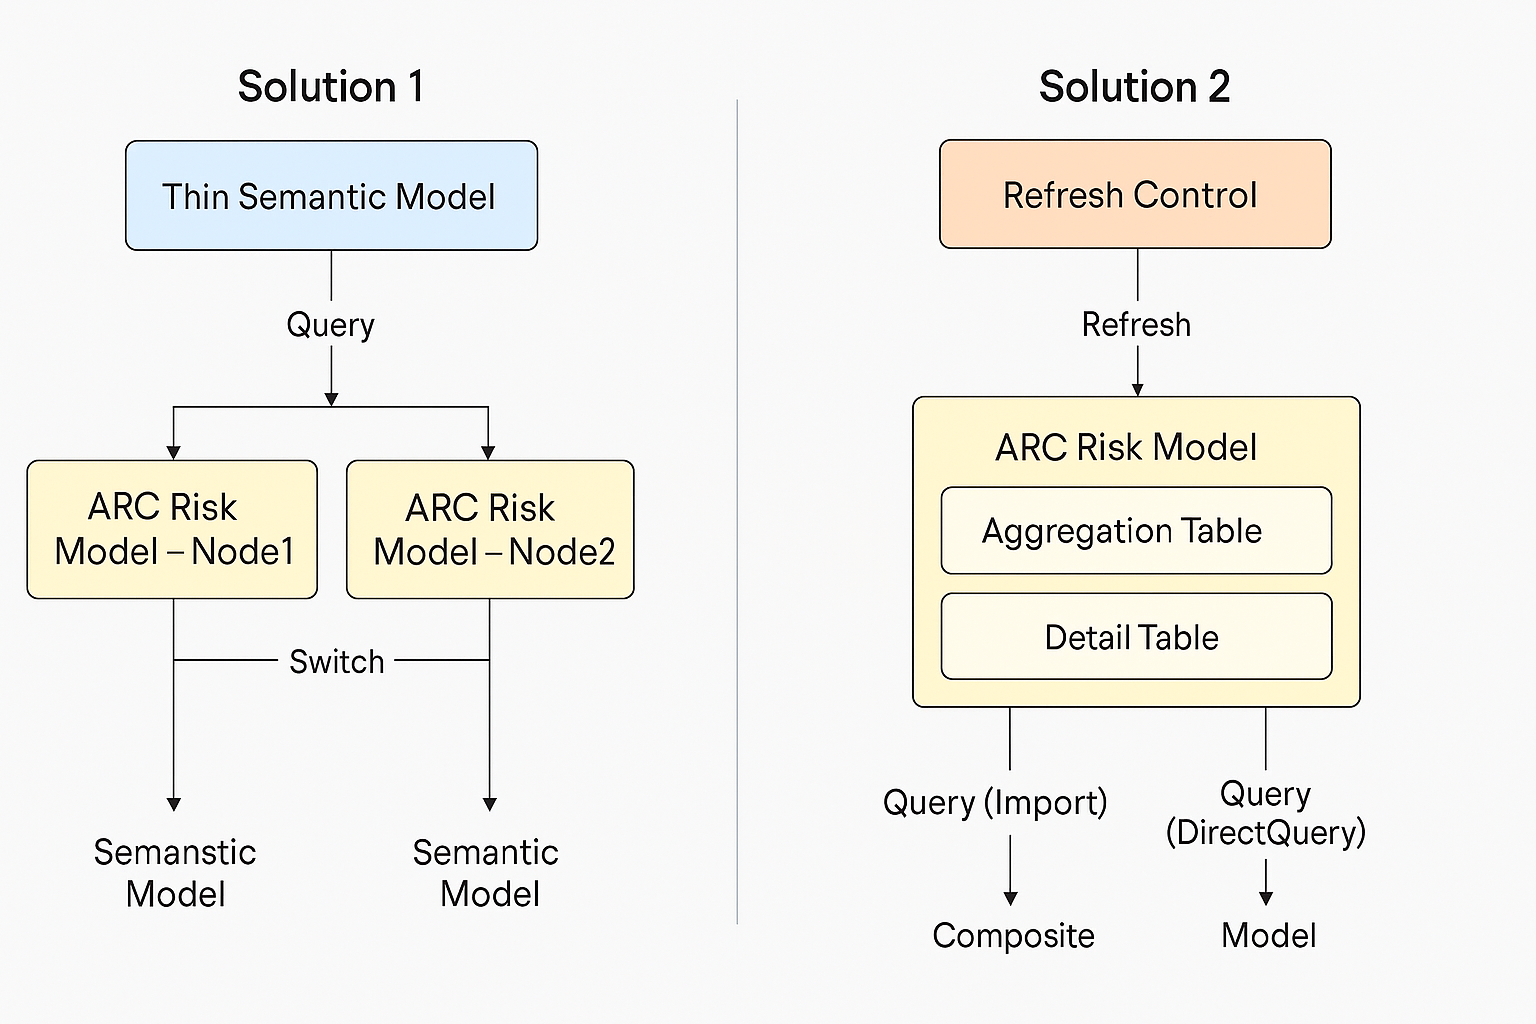 Solution 1
Thin Semantic Model
Query
ARC Risk
Model – Node1
ARC Risk
Model – Node2
Switch
Semanstic
Model
Semantic
Model
Solution 2
Refresh Control
Refresh
ARC Risk Model
Aggregation Table
Detail Table
Query (Import)
Query
(DirectQuery)
Composite
Model